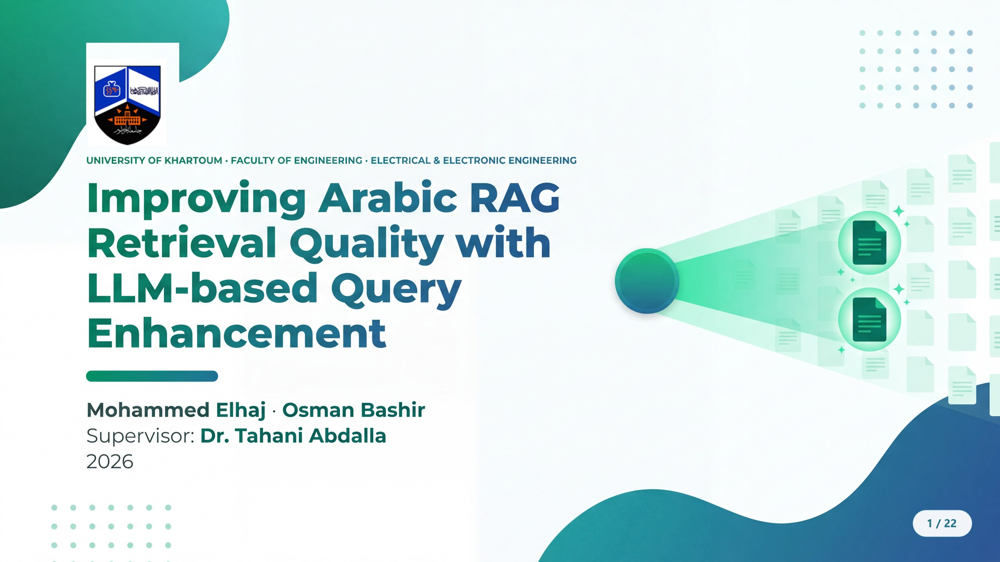 جامعة الخرطوم
UNIVERSITY OF KHARTOUM · FACULTY OF ENGINEERING · ELECTRICAL & ELECTRONIC ENGINEERING
Improving Arabic RAG
Retrieval Quality with
LLM-based Query
Enhancement
Mohammed Elhaj · Osman Bashir
Supervisor: Dr. Tahani Abdalla
2026
1 / 22